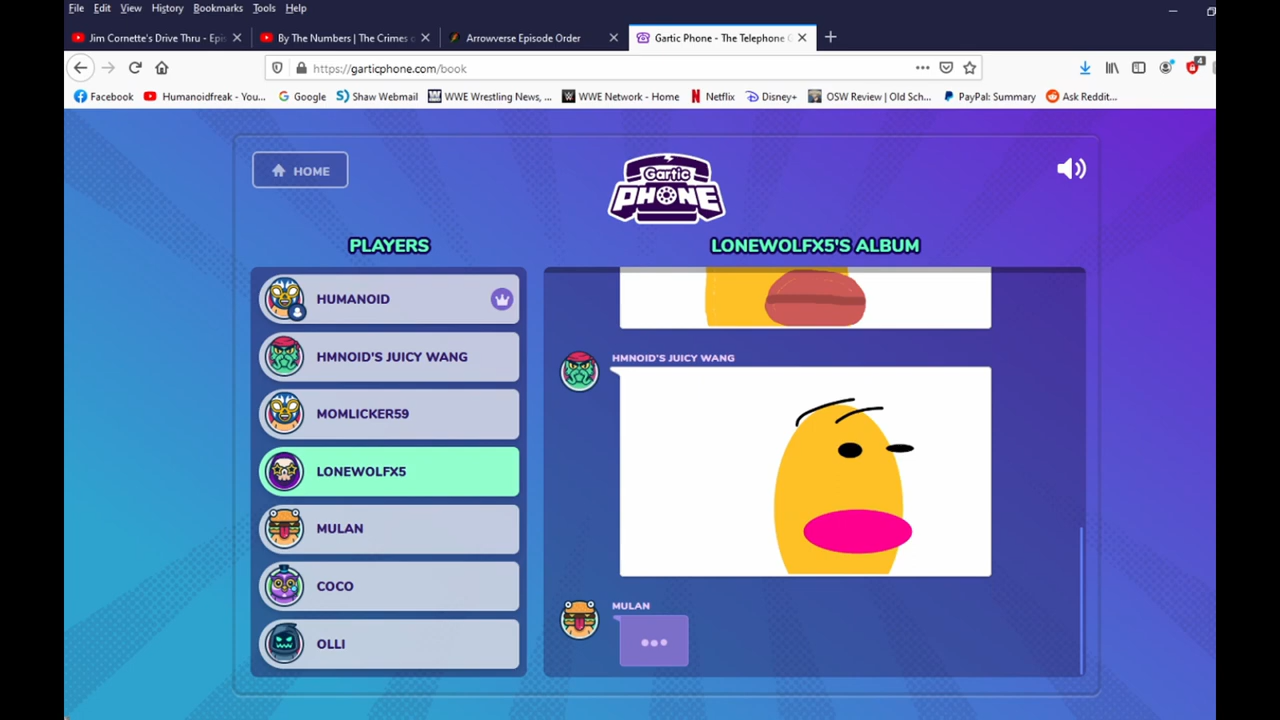 File Edit View History Bookmarks Tools Help
Jim Cornette's Drive Thru - Epi
By The Numbers | The Crimes o
Arrowverse Episode Order
Gartic Phone - The Telephone G
https://garticphone.com/book
4
Facebook
Humanoidfreak - You...
Google
Shaw Webmail
WWE Wrestling News, ...
WWE Network - Home
Netflix
Disney+
OSW Review | Old Sch...
PayPal: Summary
Ask Reddit...
HOME
Gartic
PHONE
PLAYERS
LONEWOLFX5'S ALBUM
HUMANOID
HMNOID'S JUICY WANG
MOMLICKER59
LONEWOLFX5
MULAN
COCO
OLLI
HMNOID'S JUICY WANG
MULAN